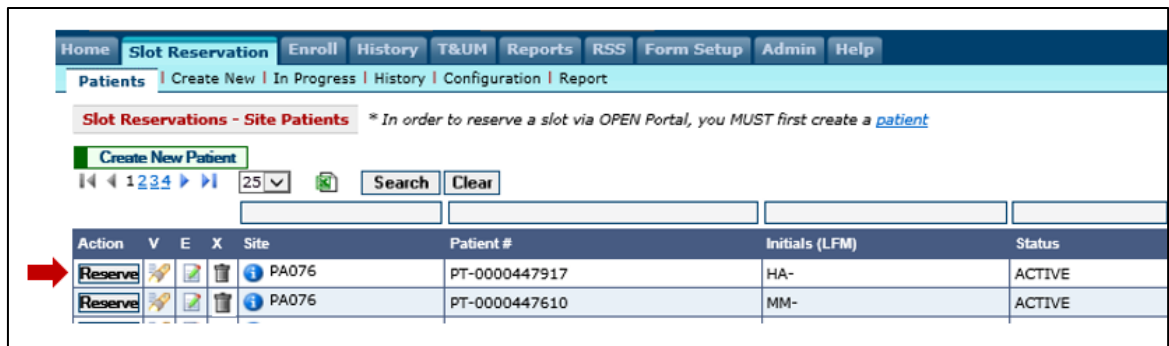 Home Slot Reservation Enroll History T&UM Reports RSS Form Setup Admin Help
Patients | Create New | In Progress | History | Configuration | Report
Slot Reservations - Site Patients * In order to reserve a slot via OPEN Portal, you MUST first create a patient
Create New Patient
1 2 3 4 25 Search Clear
Action V E X Site Patient # Initials (LFM) Status
Reserve PA076 PT-0000447917 HA- ACTIVE
Reserve PA076 PT-0000447610 MM- ACTIVE